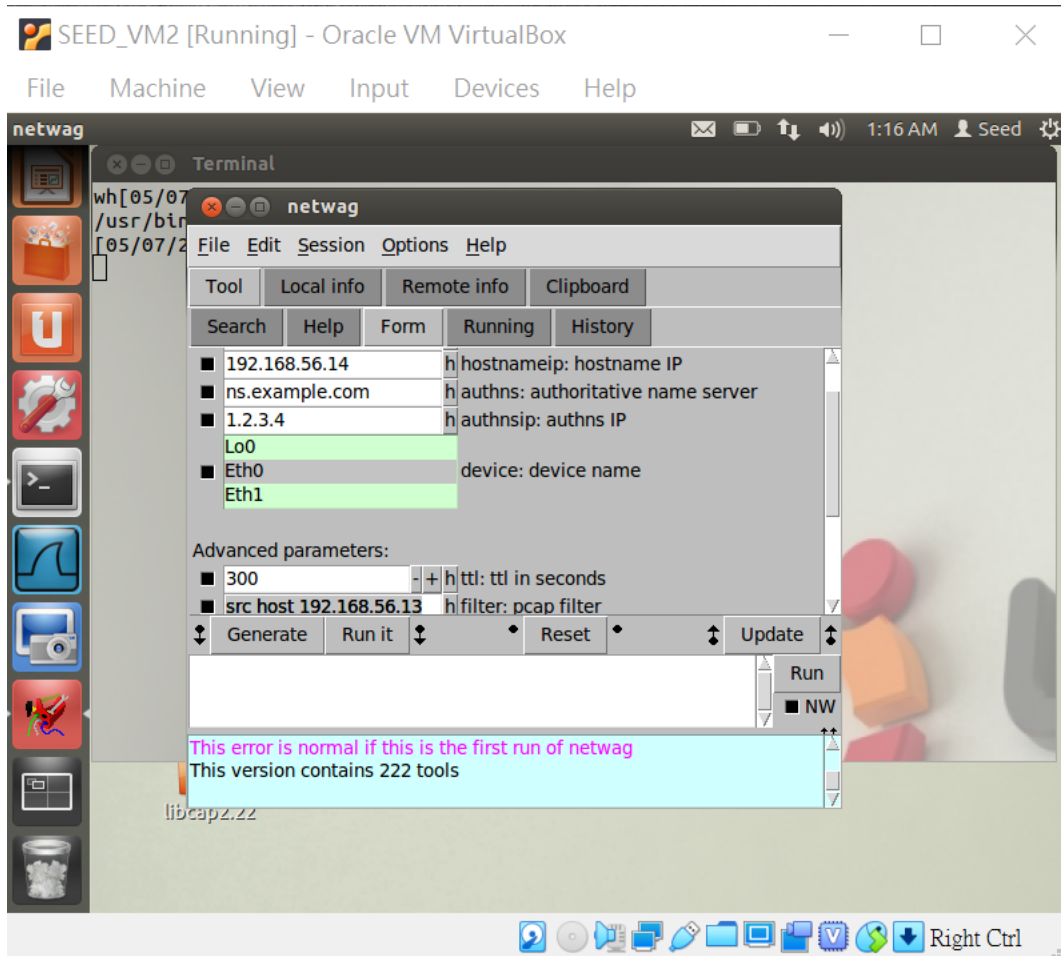 SEED_VM2 [Running] - Oracle VM VirtualBox
File Machine View Input Devices Help
netwag 1:16 AM Seed
Terminal
wh[05/07
/usr/bin
[05/07/2
netwag
File Edit Session Options Help
Tool Local info Remote info Clipboard
Search Help Form Running History
192.168.56.14 h hostnameip: hostname IP
ns.example.com h authns: authoritative name server
1.2.3.4 h authnsip: authns IP
Lo0
Eth0 device: device name
Eth1
Advanced parameters:
300 - + h ttl: ttl in seconds
src host 192.168.56.13 h filter: pcap filter
Generate Run it Reset Update
Run
NW
This error is normal if this is the first run of netwag
This version contains 222 tools
libcap2.22
Right Ctrl